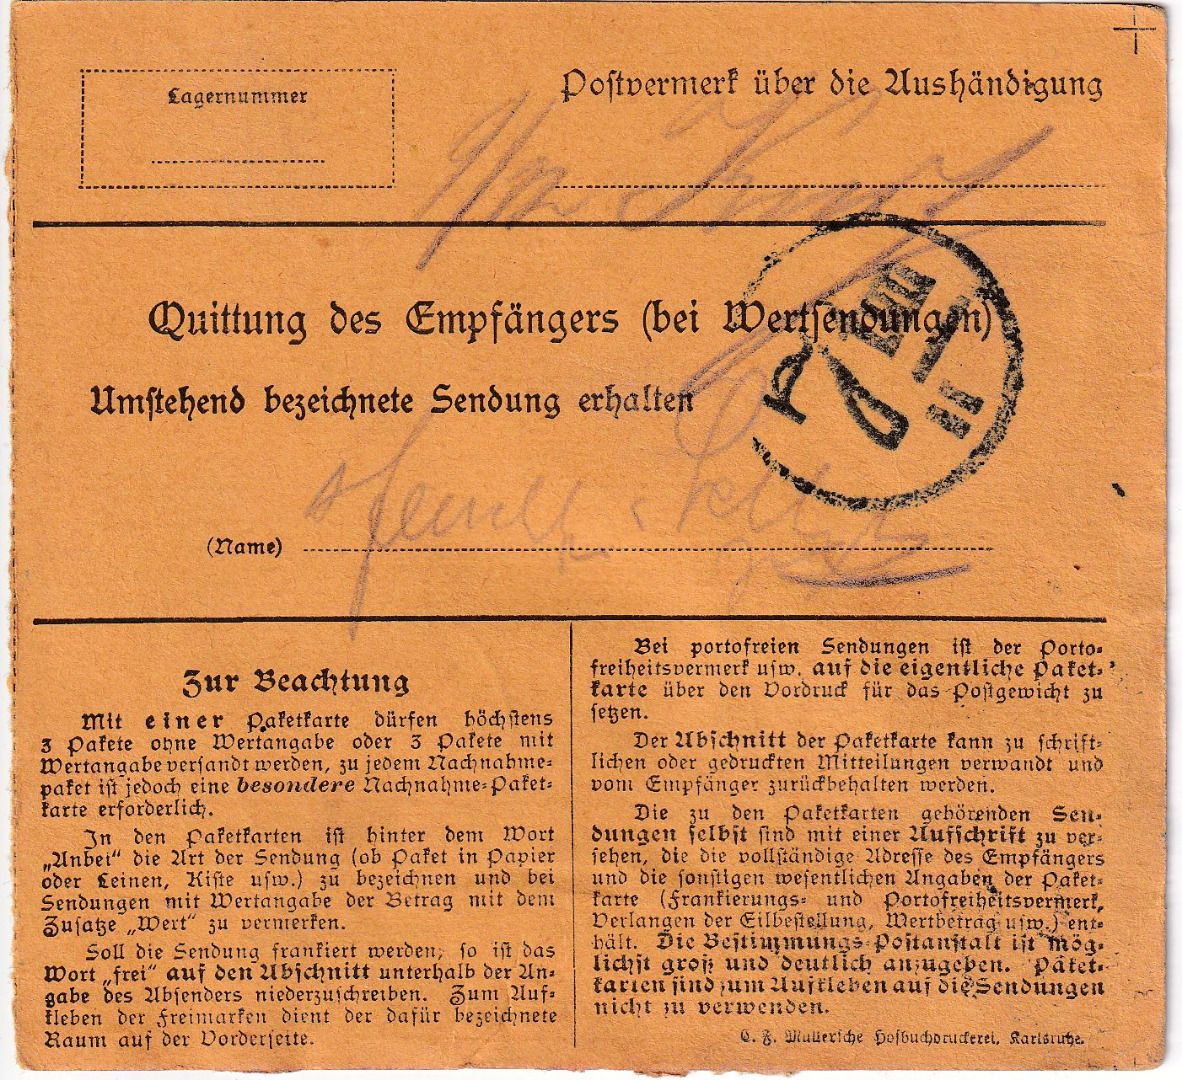 Lagernummer
Postvermerk über die Aushändigung
Quittung des Empfängers (bei Wertsendungen)
Umstehend bezeichnete Sendung erhalten
(Name)
Zur Beachtung
Mit einer Paketkarte dürfen höchstens
3 Pakete ohne Wertangabe oder 3 Pakete mit
Wertangabe versandt werden, zu jedem Nachnahme-
paket ist jedoch eine besondere Nachnahme-Paket-
karte erforderlich.
In den Paketkarten ist hinter dem Wort
„Anbei“ die Art der Sendung (ob Paket in Papier
oder Leinen, Kiste usw.) zu bezeichnen und bei
Sendungen mit Wertangabe der Betrag mit dem
Zusatze „Wert“ zu vermerken.
Soll die Sendung frankiert werden, so ist das
Wort „frei“ auf den Abschnitt unterhalb der An-
gabe des Absenders niederzuschreiben. Zum Auf-
kleben der Freimarken dient der dafür bezeichnete
Raum auf der Vorderseite.
Bei portofreien Sendungen ist der Porto-
freiheitsvermerk usw. auf die eigentliche Paket-
karte über den Vordruck für das Postgewicht zu
setzen.
Der Abschnitt der Paketkarte kann zu schrift-
lichen oder gedruckten Mitteilungen verwandt und
vom Empfänger zurückbehalten werden.
Die zu den Paketkarten gehörenden Sen-
dungen selbst sind mit einer Aufschrift zu ver-
sehen, die die vollständige Adresse des Empfängers
und die sonstigen wesentlichen Angaben der Paket-
karte (Frankierungs- und Portofreiheitsvermerk,
Verlangen der Eilbestellung, Wertbetrag usw.) ent-
hält. Die Bestimmungs-Postanstalt ist mög-
lichst groß und deutlich anzugeben. Paket-
karten sind zum Aufkleben auf die Sendungen
nicht zu verwenden.
C. F. Müllersche Hofbuchdruckerei, Karlsruhe.